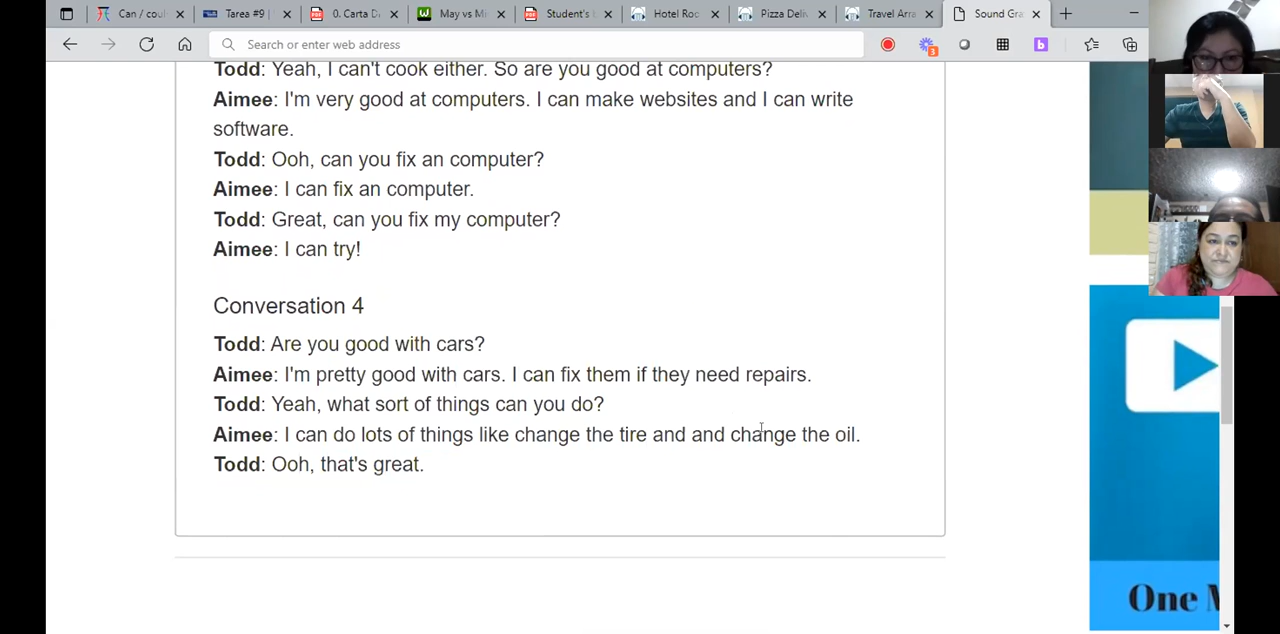 Can / coul
Tarea #9 |
0. Carta D
May vs Mi
Student's
Hotel Roo
Pizza Deli
Travel Arra
Sound Gra
Search or enter web address
3
b
Todd: Yeah, I can't cook either. So are you good at computers?
Aimee: I'm very good at computers. I can make websites and I can write
software.
Todd: Ooh, can you fix an computer?
Aimee: I can fix an computer.
Todd: Great, can you fix my computer?
Aimee: I can try!
Conversation 4
Todd: Are you good with cars?
Aimee: I'm pretty good with cars. I can fix them if they need repairs.
Todd: Yeah, what sort of things can you do?
Aimee: I can do lots of things like change the tire and and change the oil.
Todd: Ooh, that's great.
One